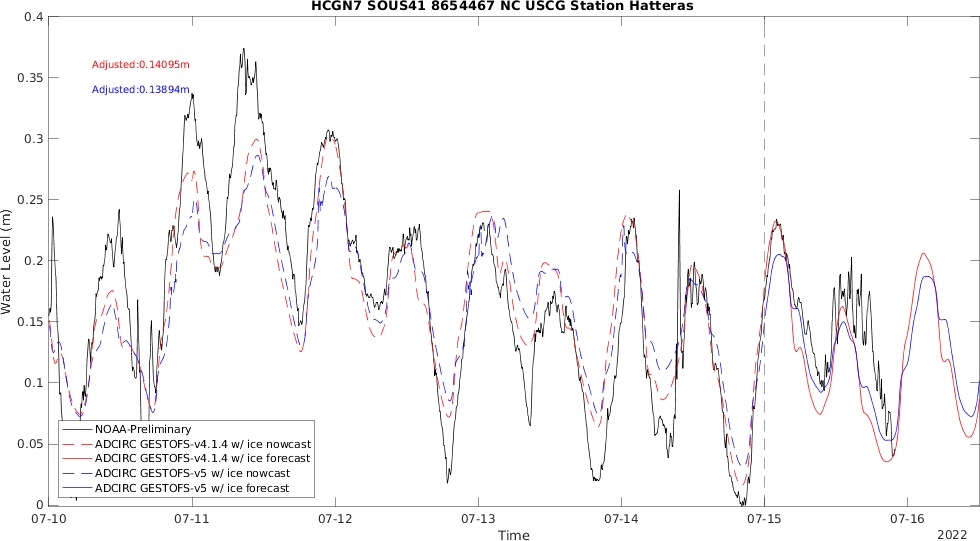 HCGN7 SOUS41 8654467 NC USCG Station Hatteras
0.4
0.35
0.3
0.25
0.2
0.15
0.1
0.05
0
Water Level (m)
Adjusted:0.14095m
Adjusted:0.13894m
NOAA-Preliminary
ADCIRC GESTOFS-v4.1.4 w/ ice nowcast
ADCIRC GESTOFS-v4.1.4 w/ ice forecast
ADCIRC GESTOFS-v5 w/ ice nowcast
ADCIRC GESTOFS-v5 w/ ice forecast
07-10 07-11 07-12 07-13 07-14 07-15 07-16
Time
2022